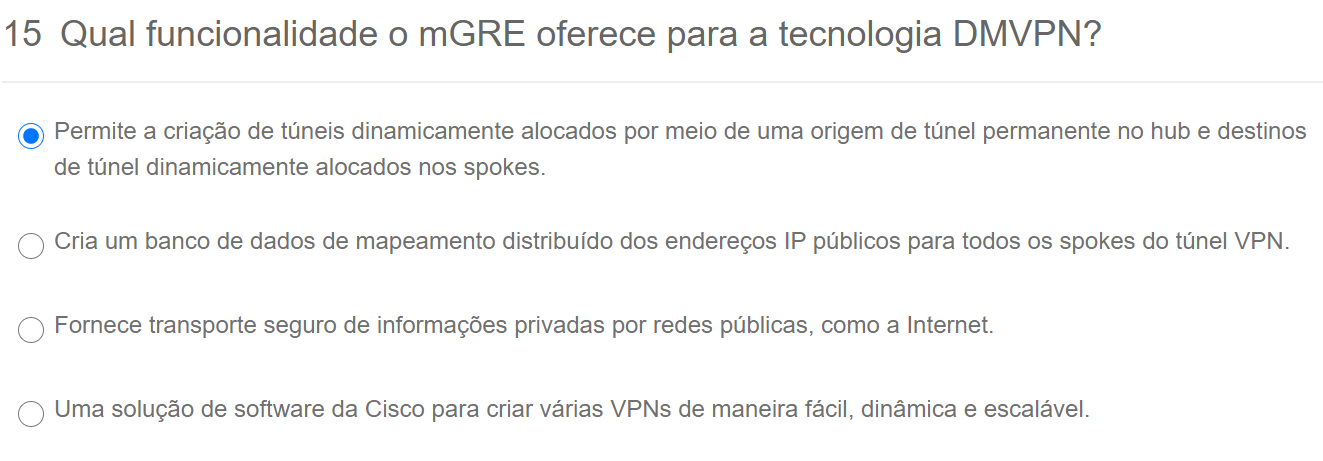 15 Qual funcionalidade o mGRE oferece para a tecnologia DMVPN?
Permite a criação de túneis dinamicamente alocados por meio de uma origem de túnel permanente no hub e destinos
de túnel dinamicamente alocados nos spokes.
Cria um banco de dados de mapeamento distribuído dos endereços IP públicos para todos os spokes do túnel VPN.
Fornece transporte seguro de informações privadas por redes públicas, como a Internet.
Uma solução de software da Cisco para criar várias VPNs de maneira fácil, dinâmica e escalável.